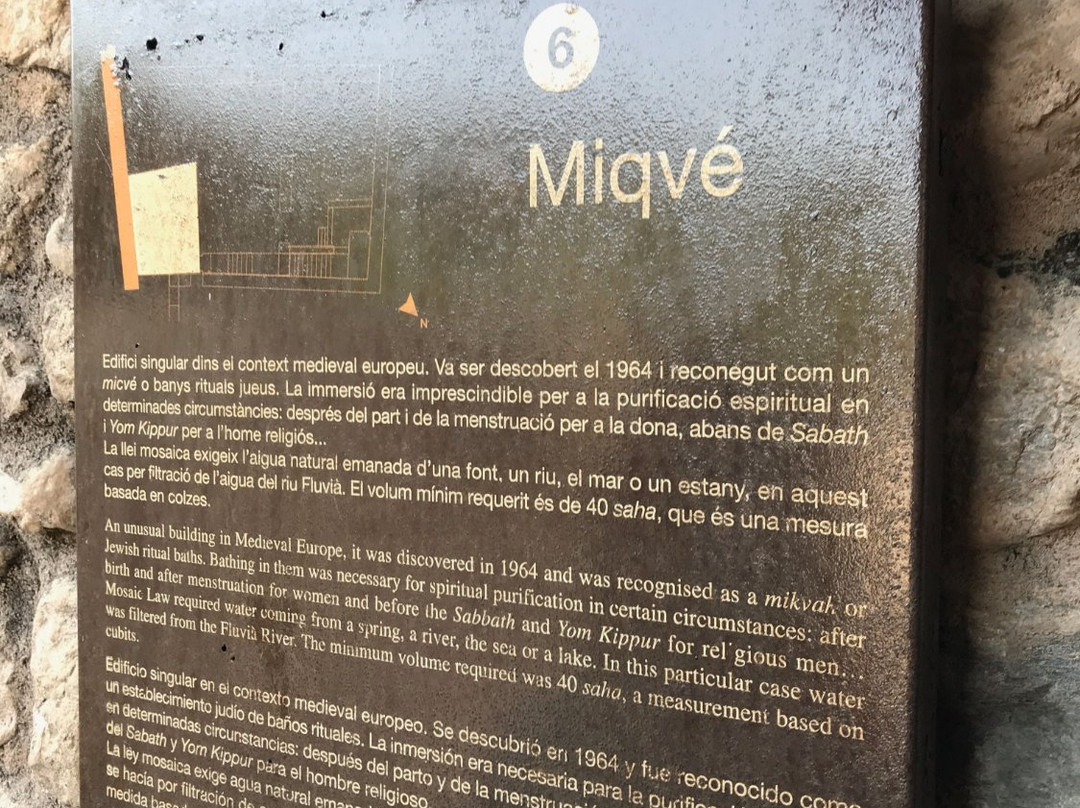 6
Miqvé
N
Edifici singular dins el context medieval europeu. Va ser descobert el 1964 i reconegut com un
micvé o banys rituals jueus. La immersió era imprescindible per a la purificació espiritual en
determinades circumstàncies: després del part i de la menstruació per a la dona, abans de Sabath
i Yom Kippur per a l'home religiós...
La llei mosaica exigeix l'aigua natural emanada d'una font, un riu, el mar o un estany, en aquest
cas per filtració de l'aigua del riu Fluvià. El volum mínim requerit és de 40 saha, que és una mesura
basada en colzes.
An unusual building in Medieval Europe, it was discovered in 1964 and was recognised as a mikvah or
Jewish ritual baths. Bathing in them was necessary for spiritual purification in certain circumstances: after
birth and after menstruation for women and before the Sabbath and Yom Kippur for rel gious men...
Mosaic Law required water coming from a spring, a river, the sea or a lake. In this particular case water
was filtered from the Fluvià River. The minimum volume required was 40 saha, a measurement based on
cubits.
Edificio singular en el contexto medieval europeo. Se descubrió en 1964 y fue reconocido como
un establecimiento judío de baños rituales. La inmersión era necesaria para la
en determinadas circunstancias: después del parto y de la
del Sabath y Yom Kippur para el hombre religioso.
La ley mosaica exige agua natural
se hacía por filtración de
medida